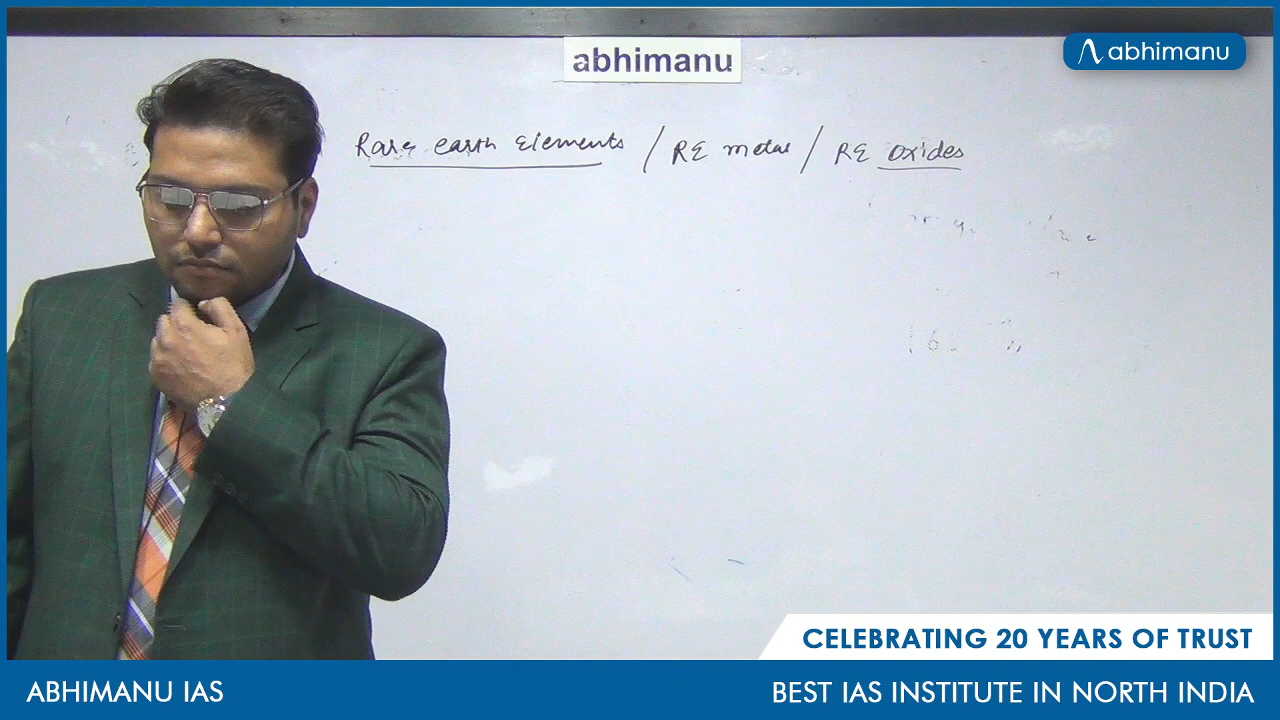 abhimanu
abhimanu
Rare earth Elements / RE metal / RE oxides
CELEBRATING 20 YEARS OF TRUST
ABHIMANU IAS
BEST IAS INSTITUTE IN NORTH INDIA